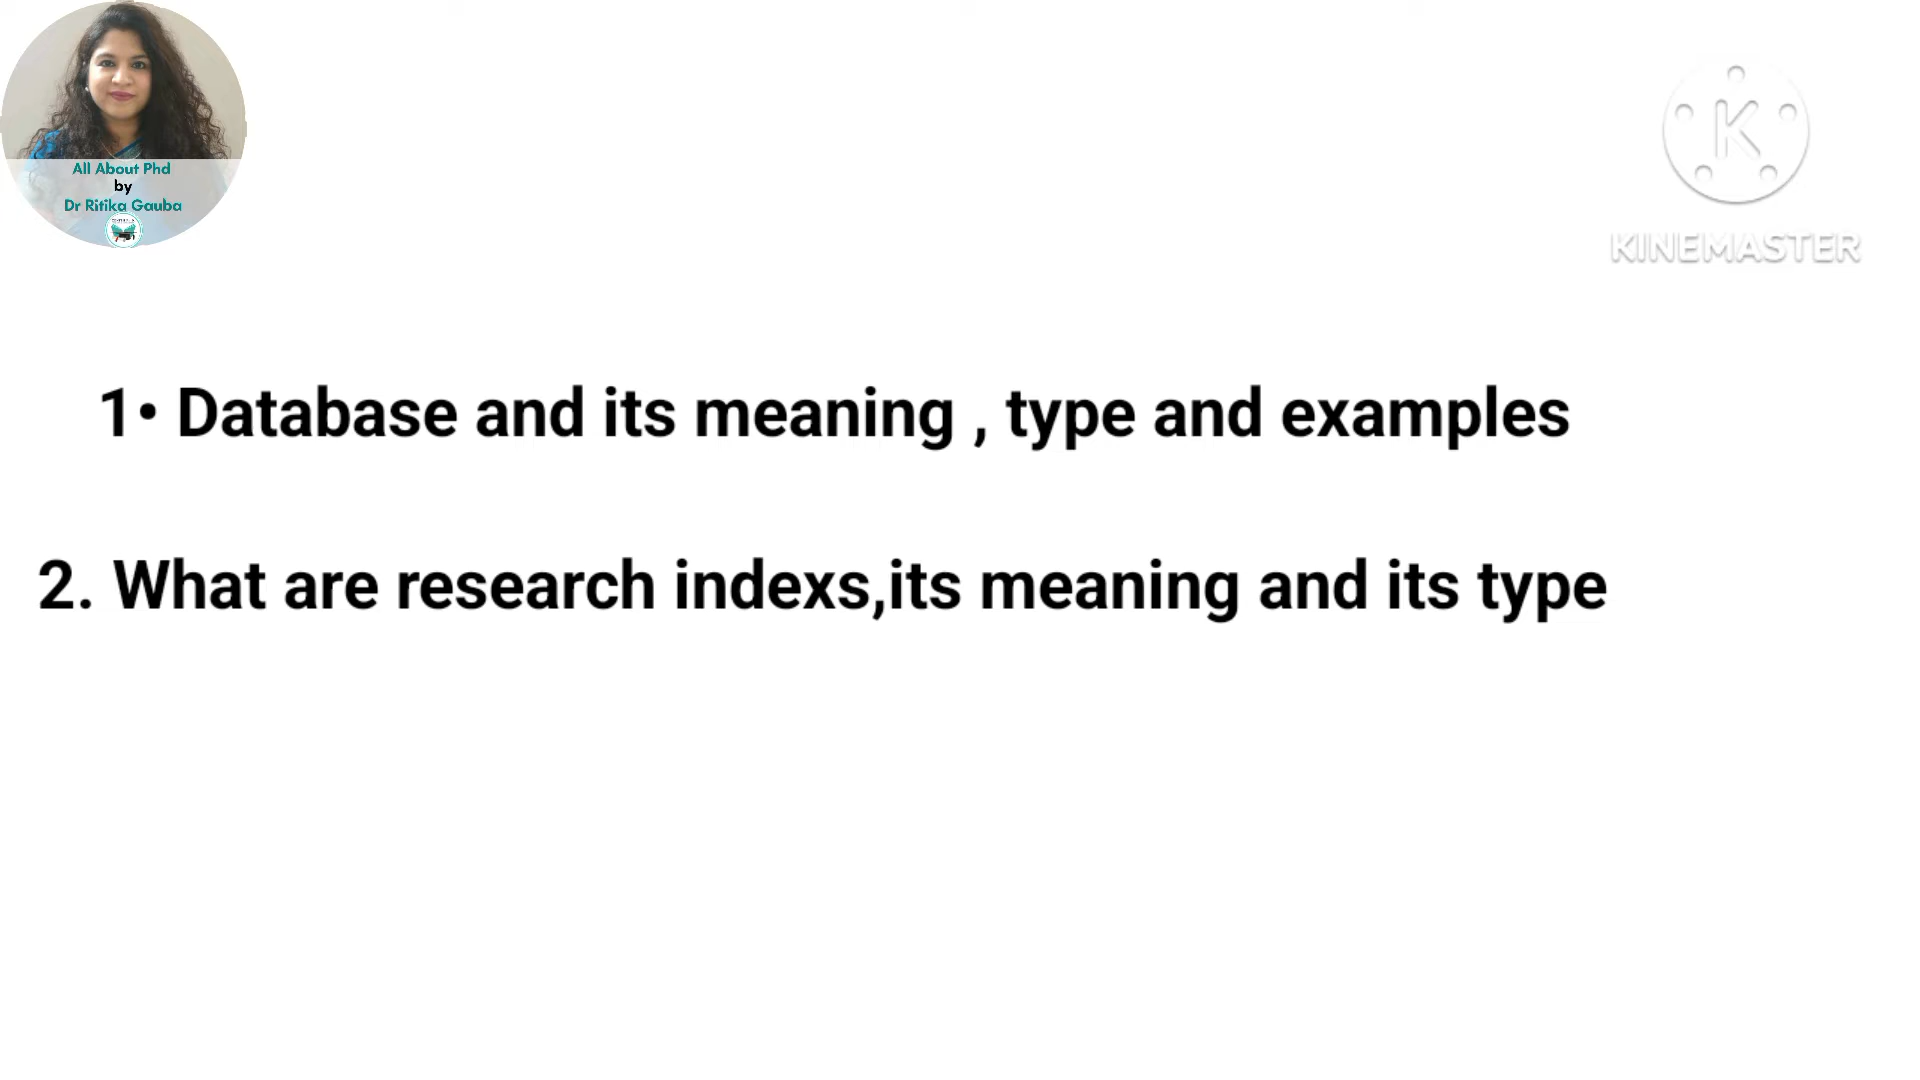 All About Phd
by
Dr Ritika Gauba
K
KINEMASTER
1• Database and its meaning , type and examples
2. What are research indexs,its meaning and its type